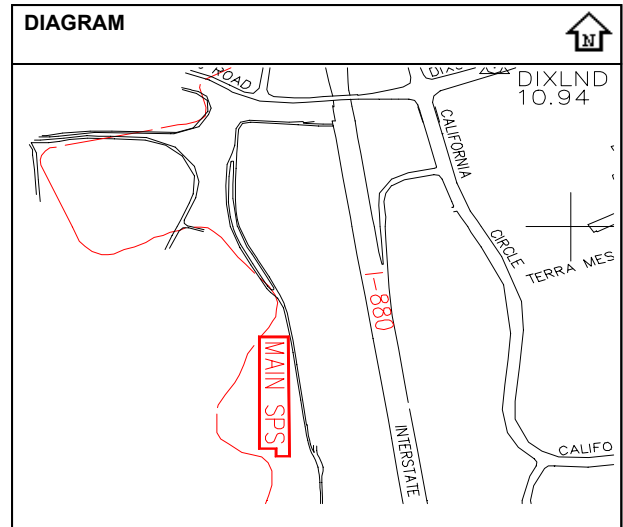 DIAGRAM
N
ROAD
DIXLND
10.94
CALIFORNIA
CIRCLE
TERRA MES
I-880
MAIN SPS
INTERSTATE
CALIFO